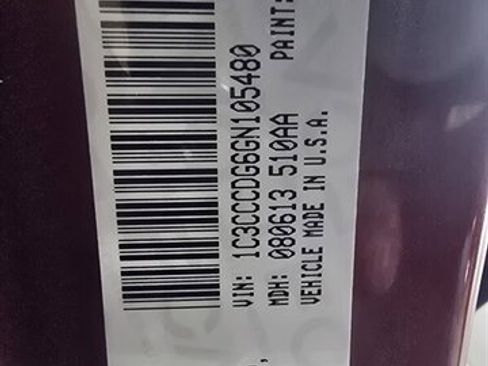 VIN: 1C3CCCDG6GN105480
MDH: 080613 510AA PAINT:
VEHICLE MADE IN U.S.A.